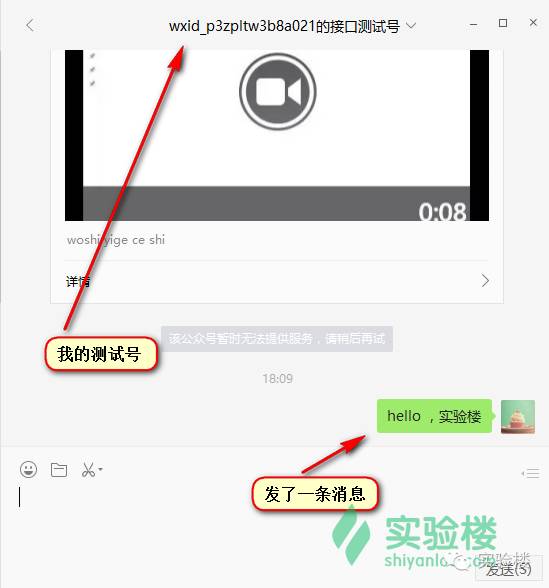 wxid_p3zpltw3b8a021的接口测试号
0:08
woshi yige ce shi
详情
我的测试号
该公众号暂时无法提供服务，请稍后再试
18:09
hello ，实验楼
发了一条消息
实验楼
shiyanlou.com
实验楼
发送(S)